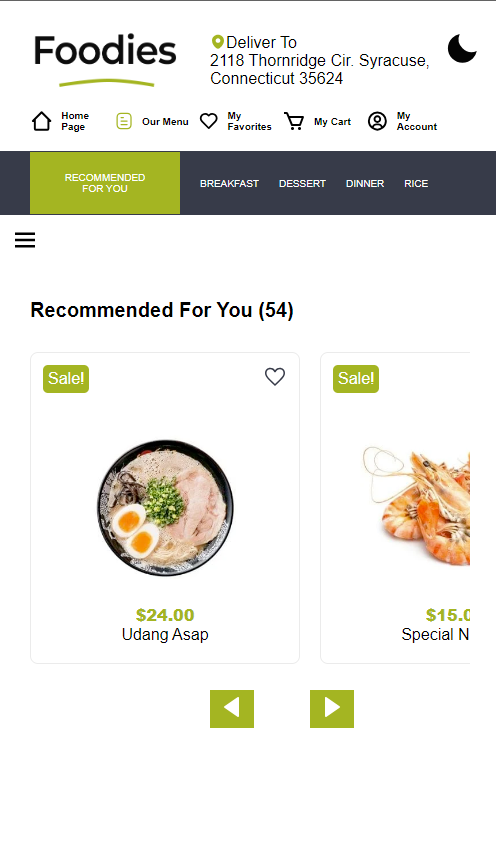 Foodies
Deliver To
2118 Thornridge Cir. Syracuse,
Connecticut 35624
Home
Page
Our Menu
My
Favorites
My Cart
My
Account
RECOMMENDED
FOR YOU
BREAKFAST
DESSERT
DINNER
RICE
Recommended For You (54)
Sale!
Sale!
$24.00
Udang Asap
$15.0
Special N